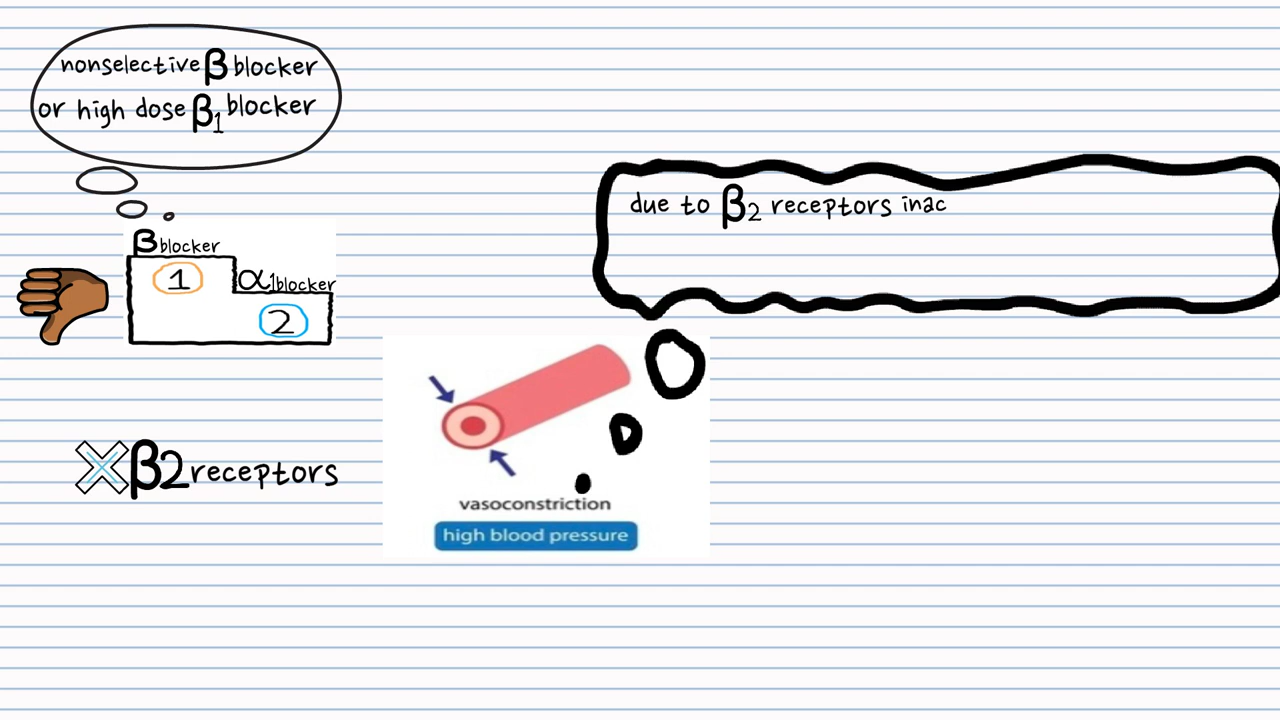 nonselective β blocker
or high dose β1 blocker
β blocker
1
α1 blocker
2
due to β2 receptors inac
β2 receptors
vasoconstriction
high blood pressure